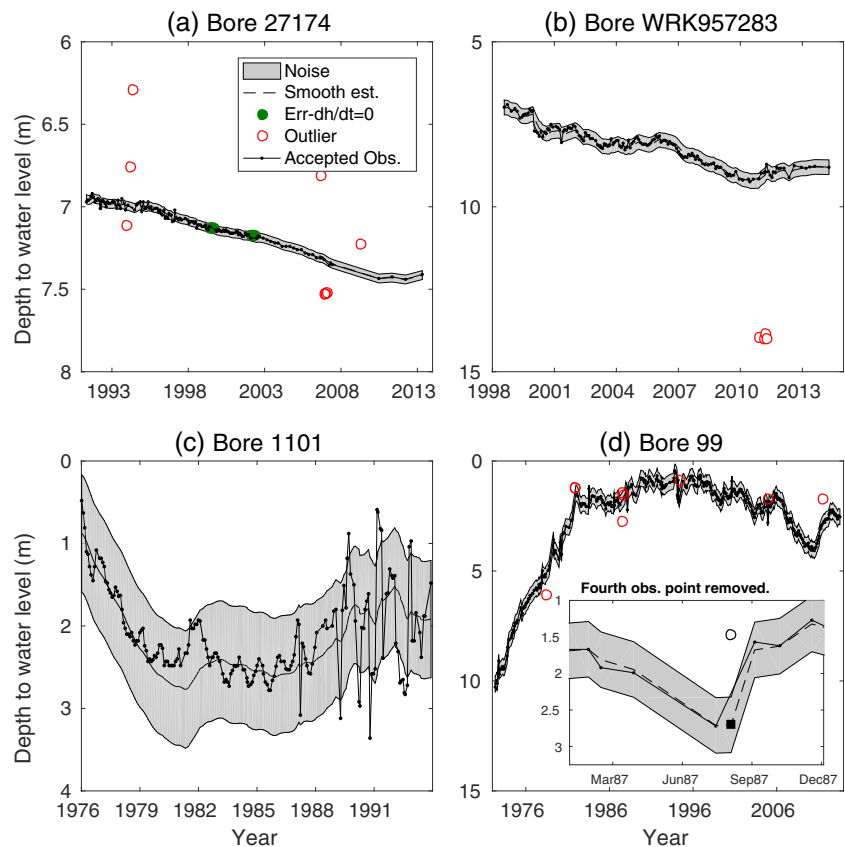 (a) Bore 27174
6
6.5
7
7.5
8
Depth to water level (m)
1993 1998 2003 2008 2013
Noise
Smooth est.
Err-dh/dt=0
Outlier
Accepted Obs.
(b) Bore WRK957283
5
10
15
1998 2001 2004 2007 2010 2013
(c) Bore 1101
0
1
2
3
4
Depth to water level (m)
1976 1979 1982 1985 1988 1991
Year
(d) Bore 99
0
5
10
15
1976 1986 1996 2006
Year
Fourth obs. point removed.
1
1.5
2
2.5
3
Mar87 Jun87 Sep87 Dec87